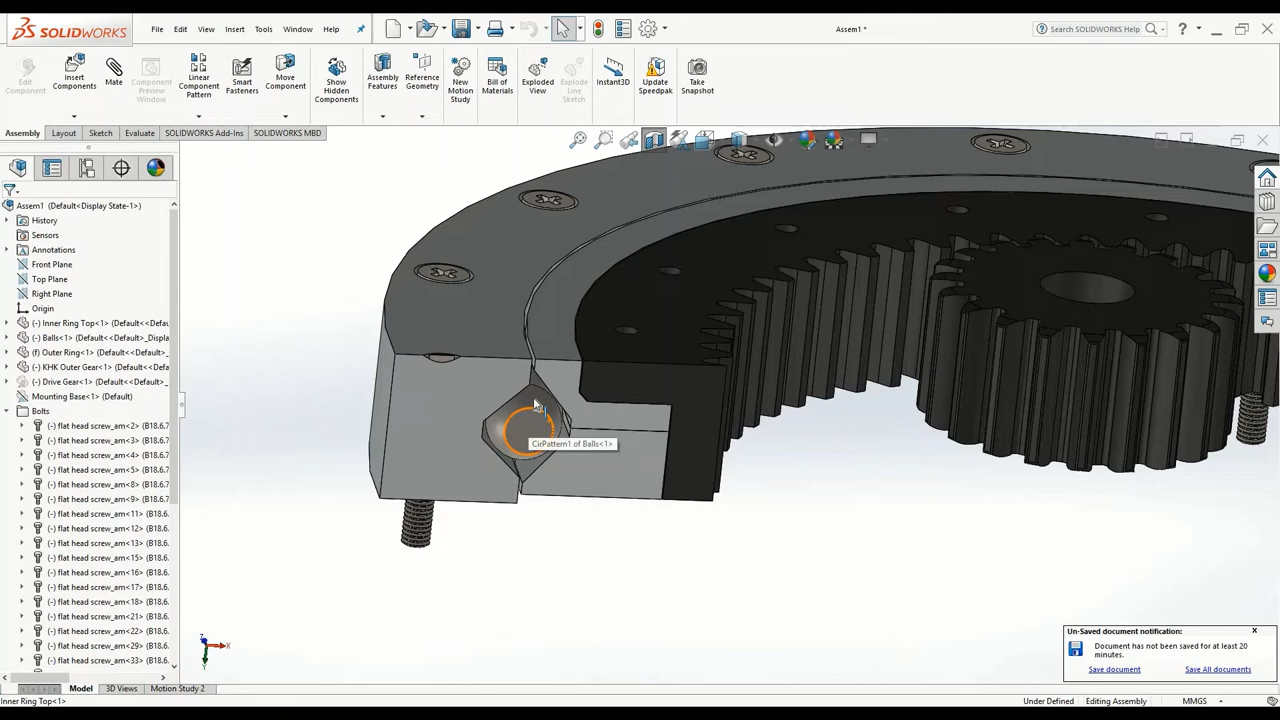 SOLIDWORKS File Edit View Insert Tools Window Help Assem1 * Search SOLIDWORKS Help
Edit Component
Insert Components
Mate
Component Preview Window
Linear Component Pattern
Smart Fasteners
Move Component
Show Hidden Components
Assembly Features
Reference Geometry
New Motion Study
Bill of Materials
Exploded View
Explode Line Sketch
Instant3D
Update Speedpak
Take Snapshot
Assembly Layout Sketch Evaluate SOLIDWORKS Add-Ins SOLIDWORKS MBD
Assem1 (Default<Display State-1>)
History
Sensors
Annotations
Front Plane
Top Plane
Right Plane
Origin
(-) Inner Ring Top<1> (Default<<Default>
(-) Balls<1> (Default<<Default>_Displa
(f) Outer Ring<1> (Default<<Default>_
(-) KHK Outer Gear<1> (Default<<Def
(-) Drive Gear<1> (Default<<Default>_
Mounting Base<1> (Default)
Bolts
(-) flat head screw_am<2> (B18.6.7
(-) flat head screw_am<3> (B18.6.7
(-) flat head screw_am<4> (B18.6.7
(-) flat head screw_am<5> (B18.6.7
(-) flat head screw_am<8> (B18.6.7
(-) flat head screw_am<9> (B18.6.7
(-) flat head screw_am<11> (B18.6.
(-) flat head screw_am<12> (B18.6.
(-) flat head screw_am<13> (B18.6.
(-) flat head screw_am<15> (B18.6.
(-) flat head screw_am<16> (B18.6.
(-) flat head screw_am<17> (B18.6.
(-) flat head screw_am<18> (B18.6.
(-) flat head screw_am<21> (B18.6.
(-) flat head screw_am<22> (B18.6.
(-) flat head screw_am<29> (B18.6.
(-) flat head screw_am<33> (B18.6.
CirPattern1 of Balls<1>
Z
X
Y
Un-Saved document notification:
Document has not been saved for at least 20
minutes.
Save document Save All documents
Model 3D Views Motion Study 2
Inner Ring Top<1> Under Defined Editing Assembly MMGS